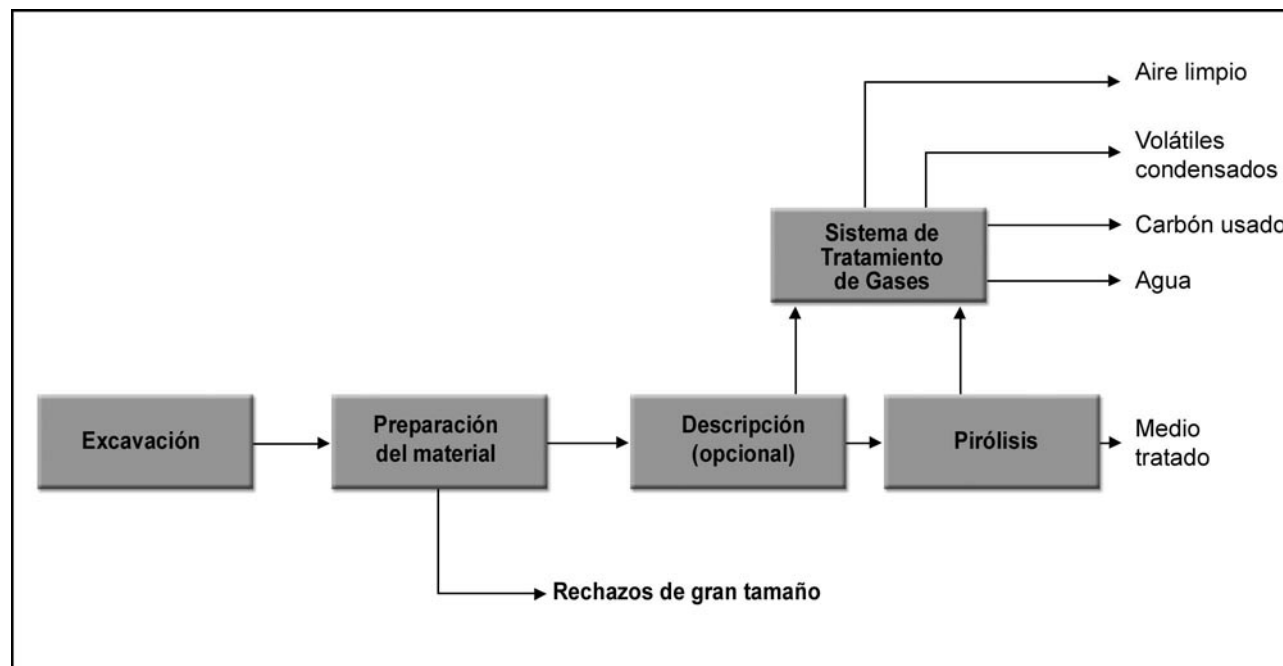 Aire limpio
Volátiles
condensados
Carbón usado
Agua
Sistema de
Tratamiento
de Gases
Excavación
Preparación
del material
Descripción
(opcional)
Pirólisis
Medio
tratado
Rechazos de gran tamaño